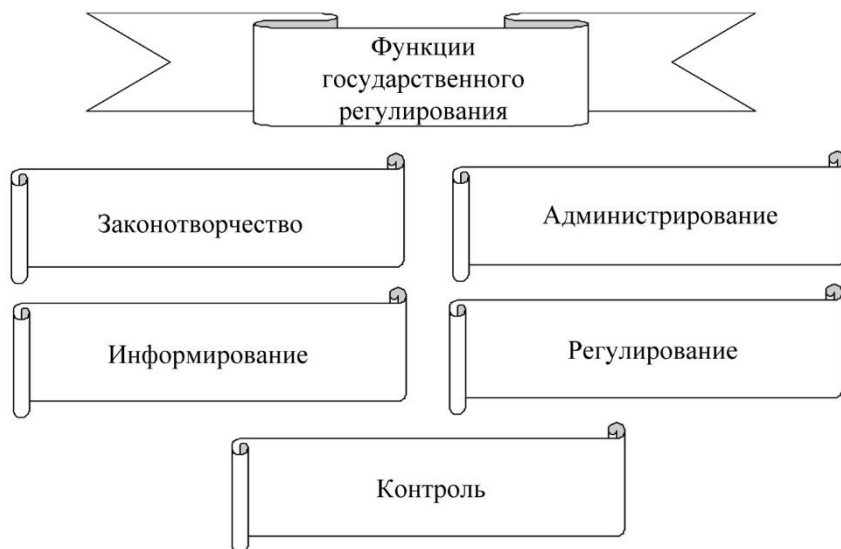 Функции
государственного
регулирования
Законотворчество
Администрирование
Информирование
Регулирование
Контроль